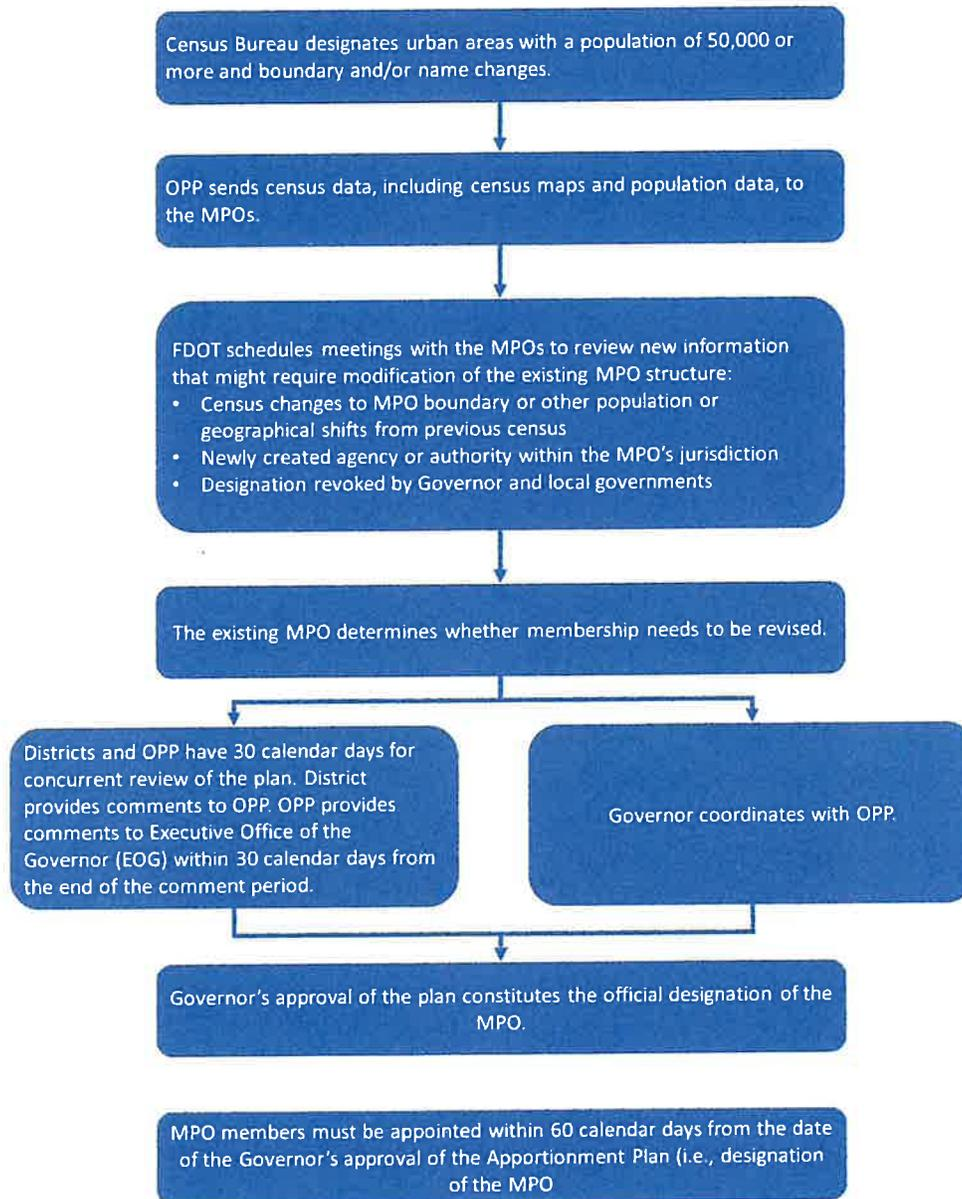 Census Bureau designates urban areas with a population of 50,000 or
more and boundary and/or name changes.
OPP sends census data, including census maps and population data, to
the MPOs.
FDOT schedules meetings with the MPOs to review new information
that might require modification of the existing MPO structure:
• Census changes to MPO boundary or other population or
geographical shifts from previous census
• Newly created agency or authority within the MPO's jurisdiction
• Designation revoked by Governor and local governments
The existing MPO determines whether membership needs to be revised.
Districts and OPP have 30 calendar days for
concurrent review of the plan. District
provides comments to OPP. OPP provides
comments to Executive Office of the
Governor (EOG) within 30 calendar days from
the end of the comment period.
Governor coordinates with OPP.
Governor's approval of the plan constitutes the official designation of the
MPO.
MPO members must be appointed within 60 calendar days from the date
of the Governor's approval of the Apportionment Plan (i.e., designation
of the MPO